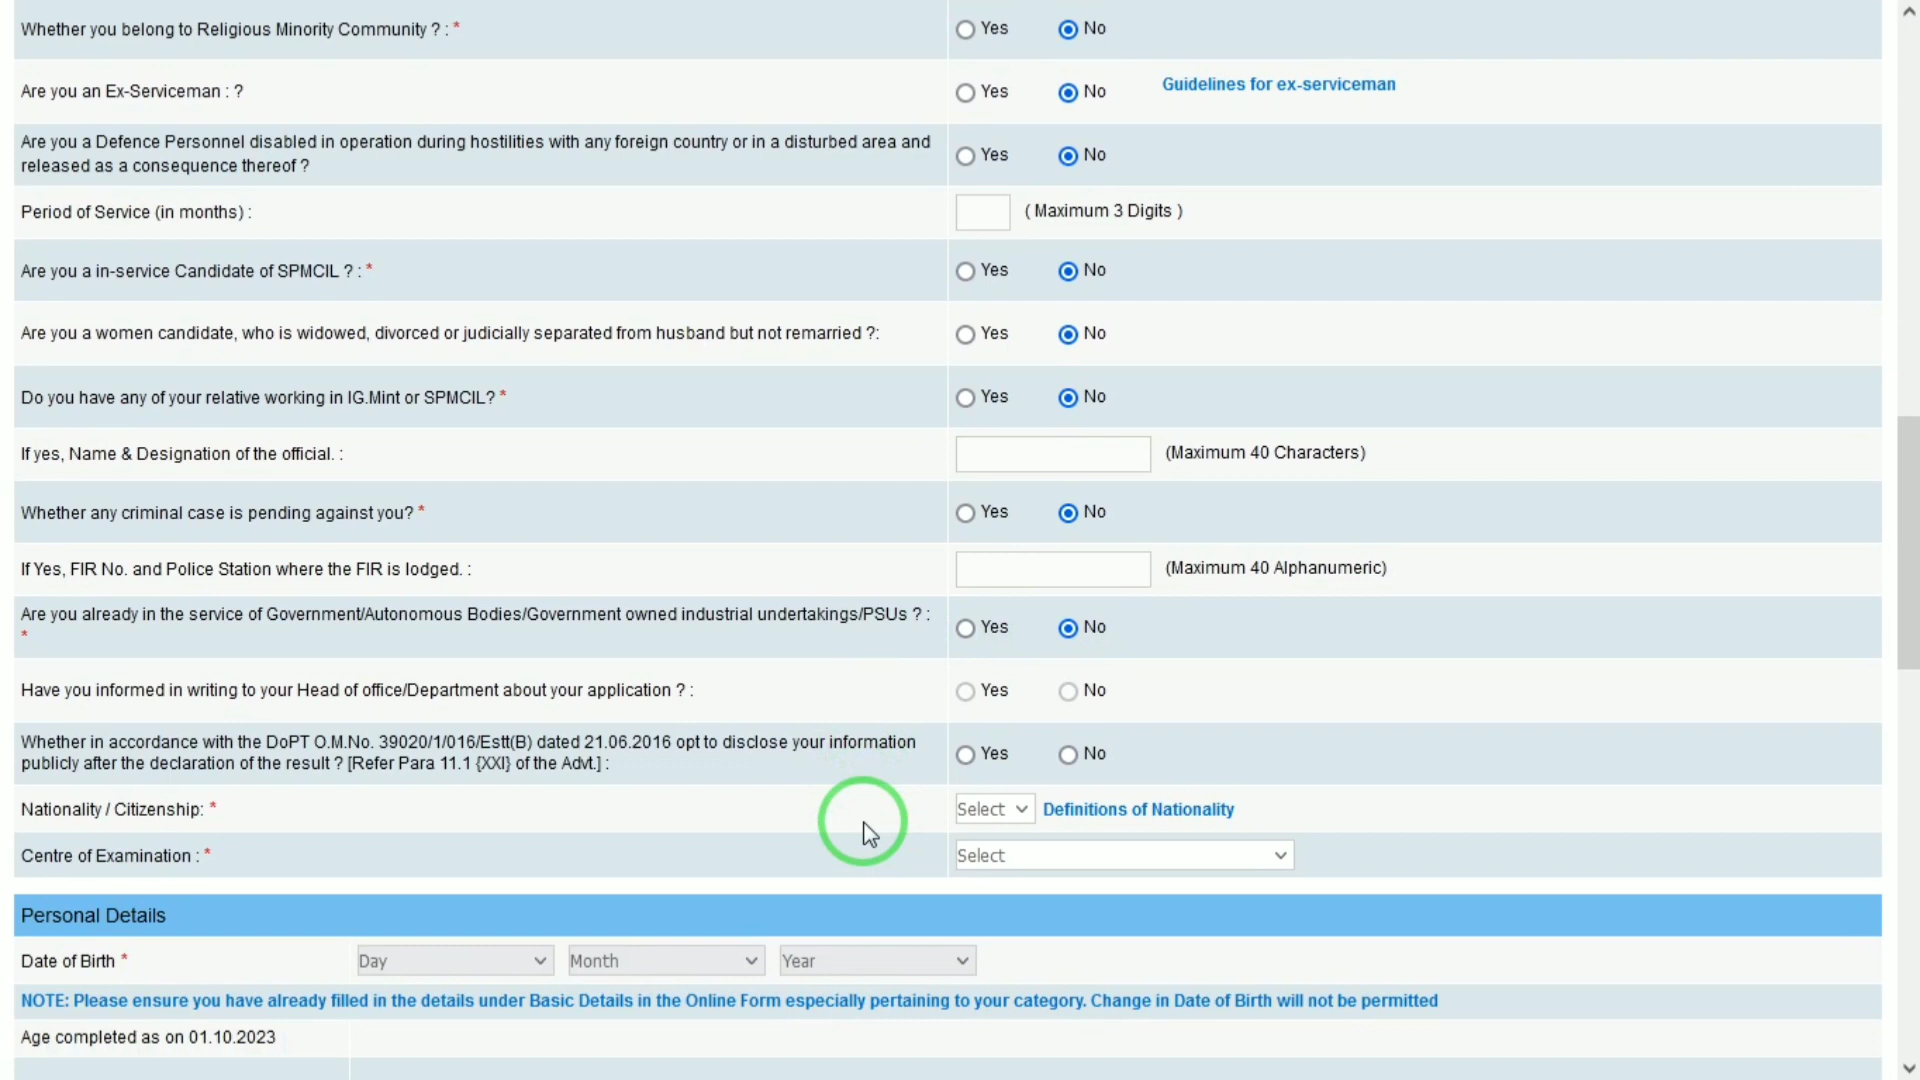 Whether you belong to Religious Minority Community ? : * Yes No
Are you an Ex-Serviceman : ? Yes No Guidelines for ex-serviceman
Are you a Defence Personnel disabled in operation during hostilities with any foreign country or in a disturbed area and
released as a consequence thereof ? Yes No
Period of Service (in months) : ( Maximum 3 Digits )
Are you a in-service Candidate of SPMCIL ? : * Yes No
Are you a women candidate, who is widowed, divorced or judicially separated from husband but not remarried ?: Yes No
Do you have any of your relative working in IG.Mint or SPMCIL? * Yes No
If yes, Name & Designation of the official. : (Maximum 40 Characters)
Whether any criminal case is pending against you? * Yes No
If Yes, FIR No. and Police Station where the FIR is lodged. : (Maximum 40 Alphanumeric)
Are you already in the service of Government/Autonomous Bodies/Government owned industrial undertakings/PSUs ? :
* Yes No
Have you informed in writing to your Head of office/Department about your application ? : Yes No
Whether in accordance with the DoPT O.M.No. 39020/1/016/Estt(B) dated 21.06.2016 opt to disclose your information
publicly after the declaration of the result ? [Refer Para 11.1 {XXI} of the Advt.] : Yes No
Nationality / Citizenship: * Select Definitions of Nationality
Centre of Examination : * Select
Personal Details
Date of Birth * Day Month Year
NOTE: Please ensure you have already filled in the details under Basic Details in the Online Form especially pertaining to your category. Change in Date of Birth will not be permitted
Age completed as on 01.10.2023